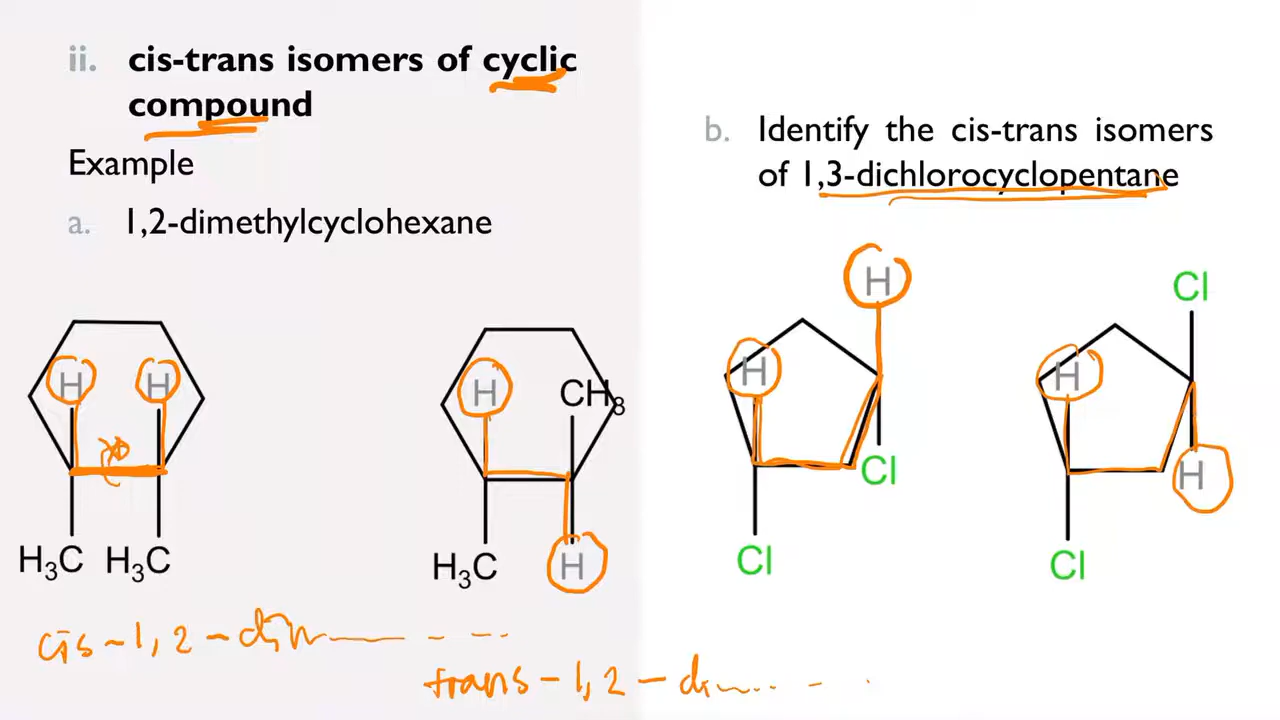 ii. cis-trans isomers of cyclic
compound
Example
a. 1,2-dimethylcyclohexane
H H
H₃C H₃C
H CH₃
H₃C H
cis-1,2-dim
trans-1,2-di
b. Identify the cis-trans isomers
of 1,3-dichlorocyclopentane
H
H
Cl
Cl
Cl
H
H
Cl